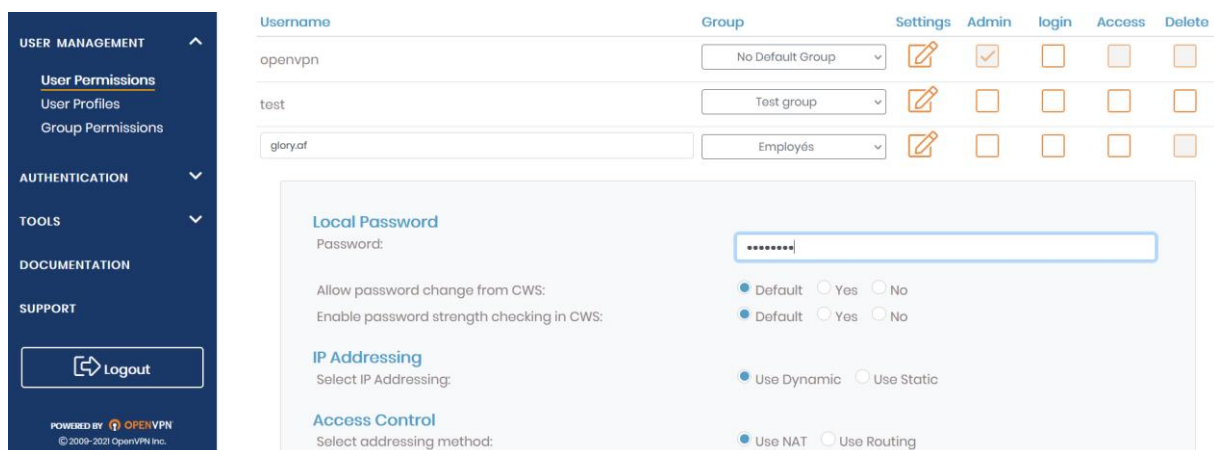 USER MANAGEMENT
User Permissions
User Profiles
Group Permissions
AUTHENTICATION
TOOLS
DOCUMENTATION
SUPPORT
Logout
POWERED BY OPENVPN
© 2009-2021 OpenVPN Inc.
Username Group Settings Admin login Access Delete
openvpn No Default Group
test Test group
glory.af Employés
Local Password
Password: ••••••••
Allow password change from CWS: Default Yes No
Enable password strength checking in CWS: Default Yes No
IP Addressing
Select IP Addressing: Use Dynamic Use Static
Access Control
Select addressing method: Use NAT Use Routing